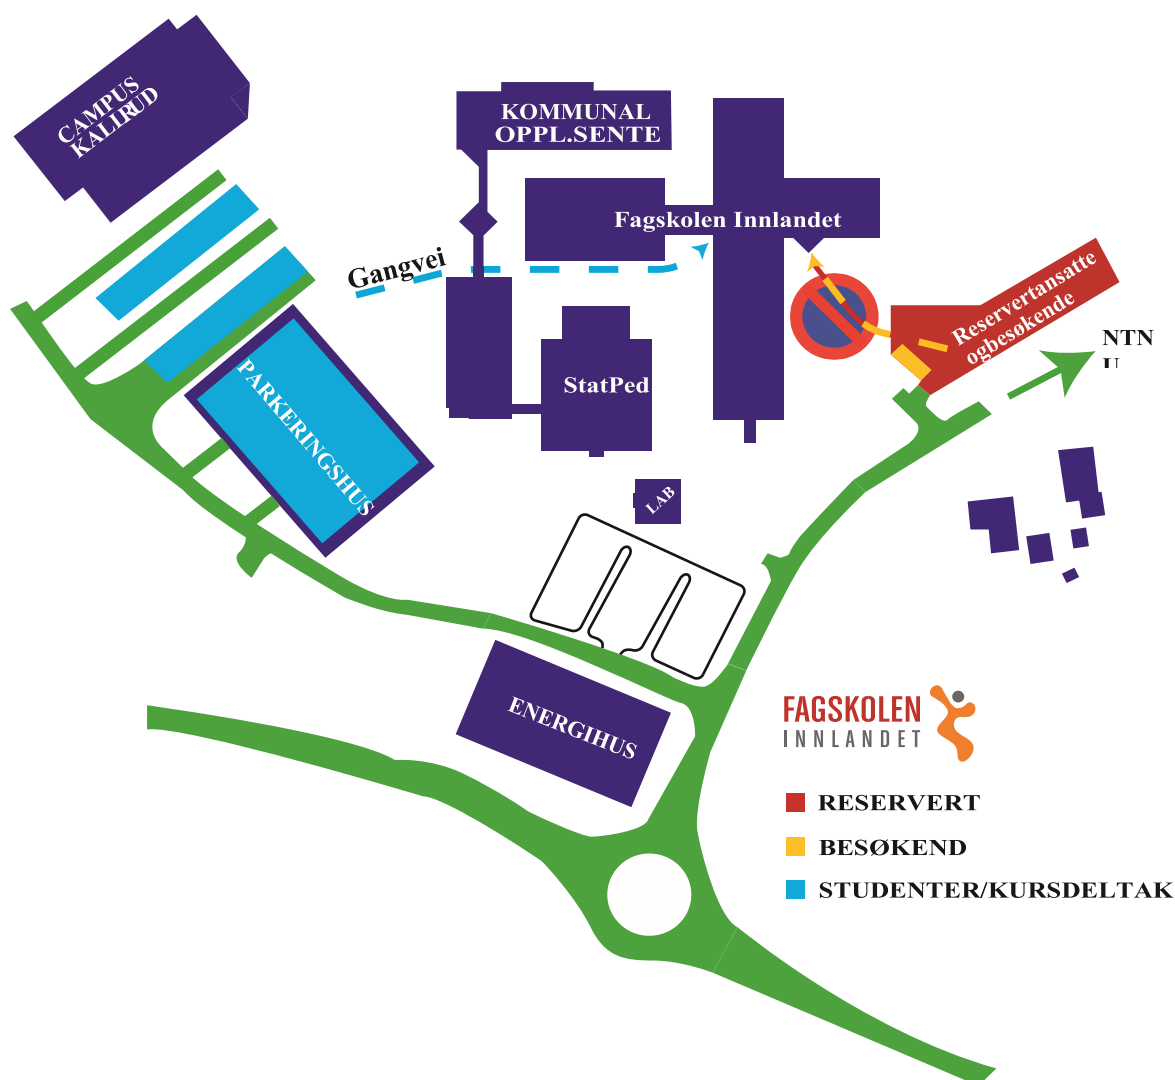 CAMPUS
KALIRUD
KOMMUNAL
OPPL.SENTE
Fagskolen Innlandet
Gangvei
Reservertansatte
ogbesøkende
NTN
U
PARKERINGSHUS
StatPed
LAB
ENERGIHUS
FAGSKOLEN
INNLANDET
RESERVERT
BESØKEND
STUDENTER/KURSDELTAK